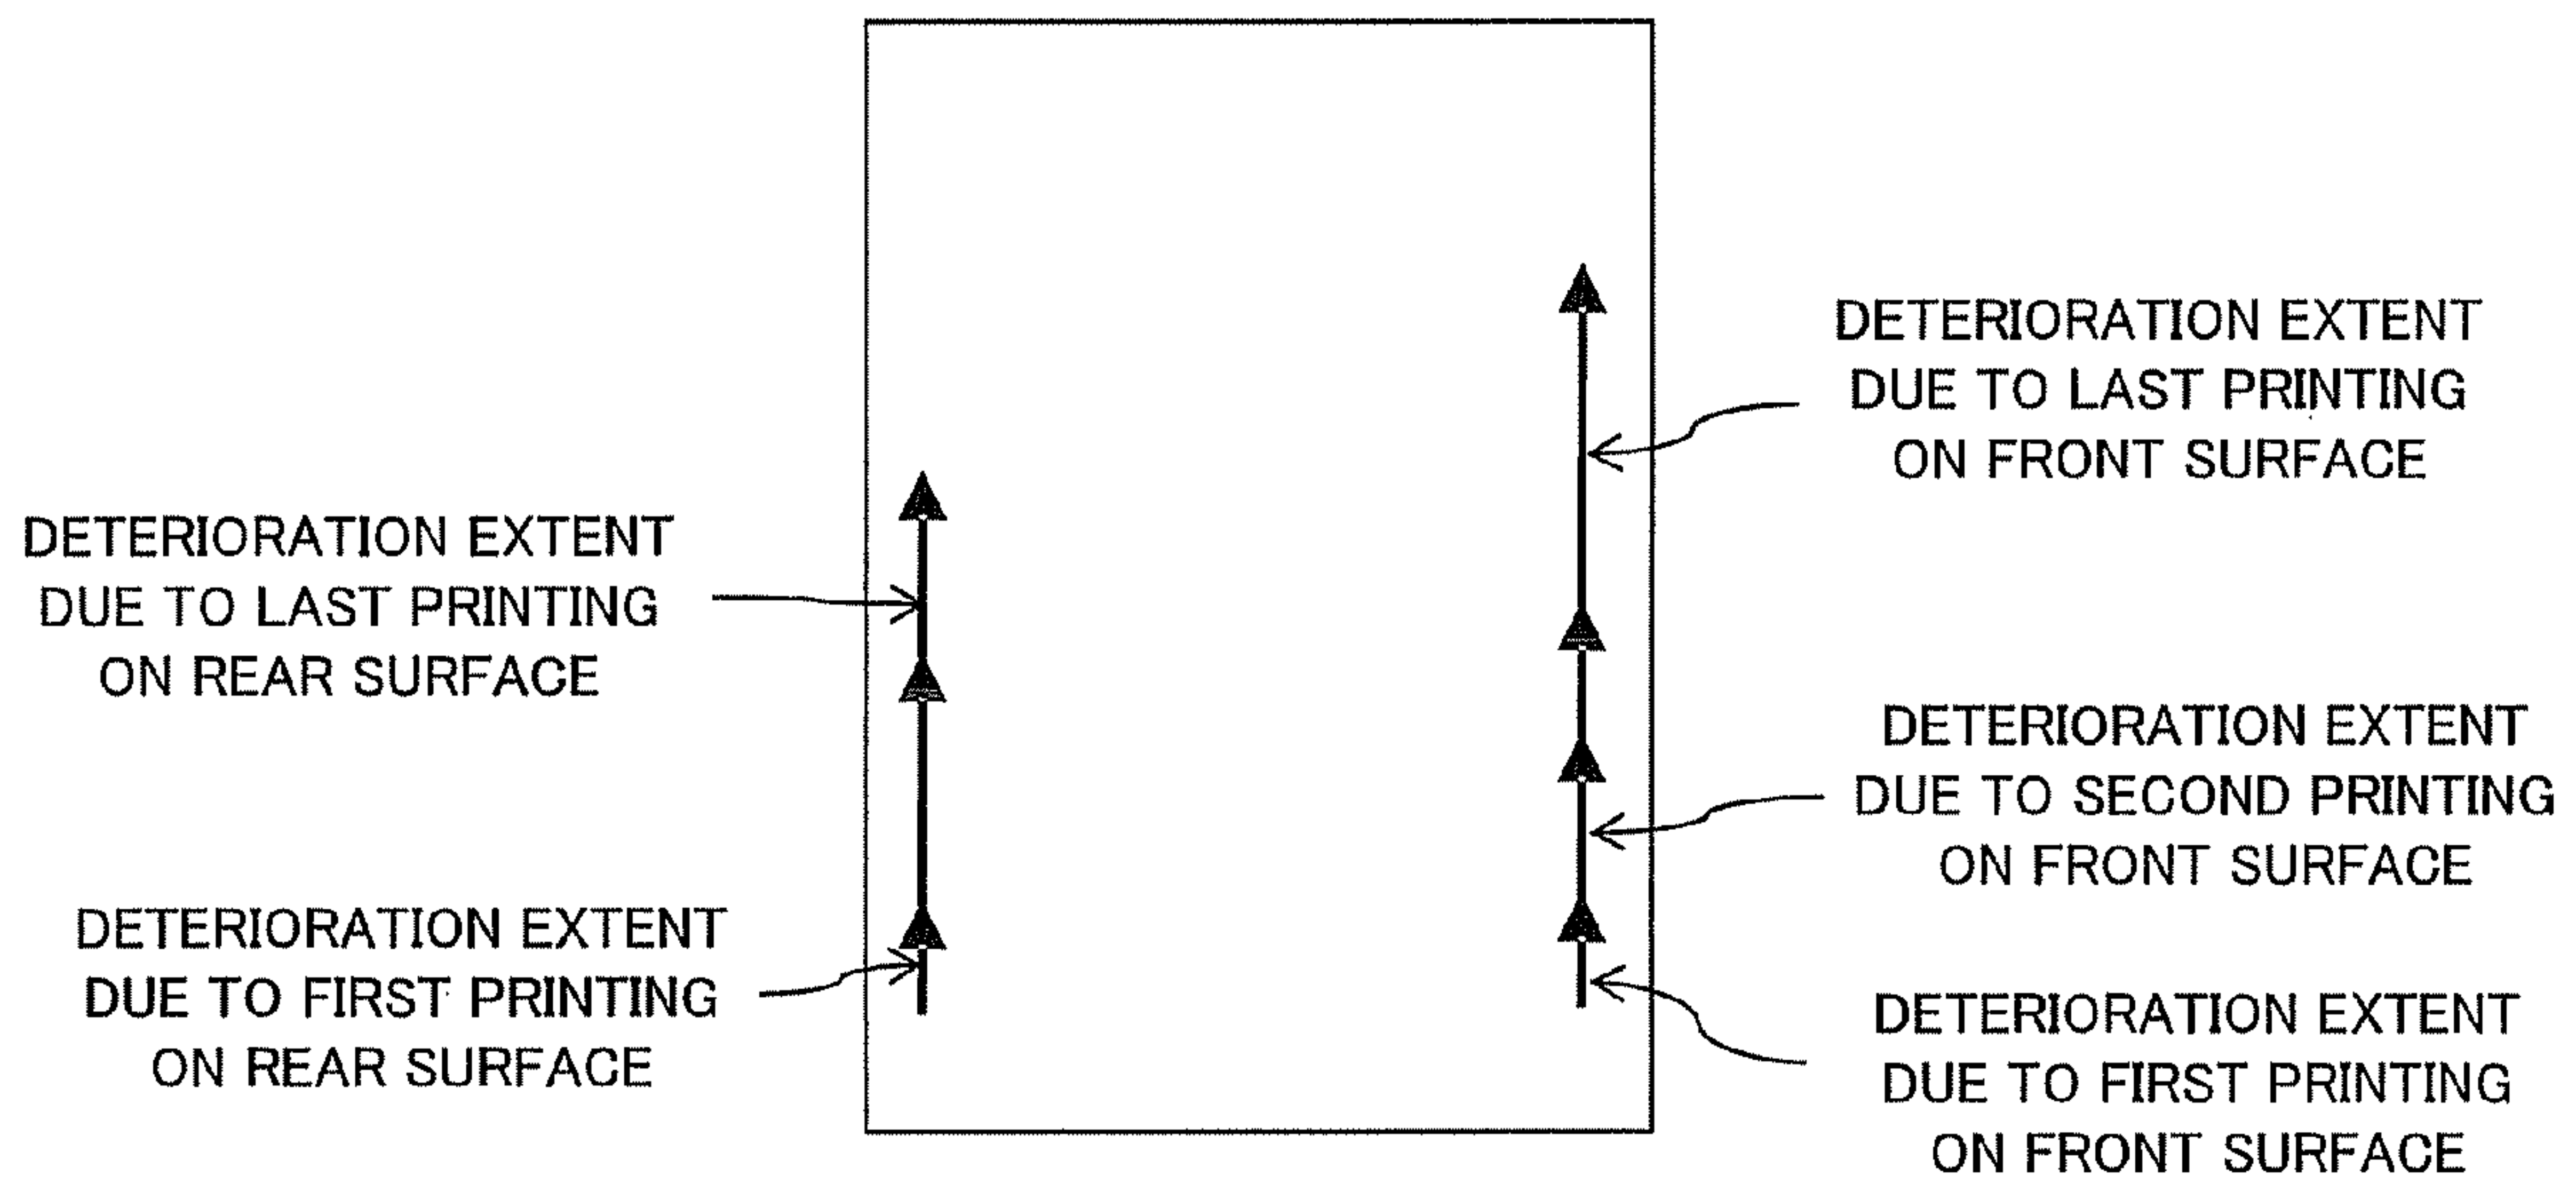 DETERIORATION EXTENT
DUE TO LAST PRINTING
ON REAR SURFACE
DETERIORATION EXTENT
DUE TO FIRST PRINTING
ON REAR SURFACE
DETERIORATION EXTENT
DUE TO LAST PRINTING
ON FRONT SURFACE
DETERIORATION EXTENT
DUE TO SECOND PRINTING
ON FRONT SURFACE
DETERIORATION EXTENT
DUE TO FIRST PRINTING
ON FRONT SURFACE